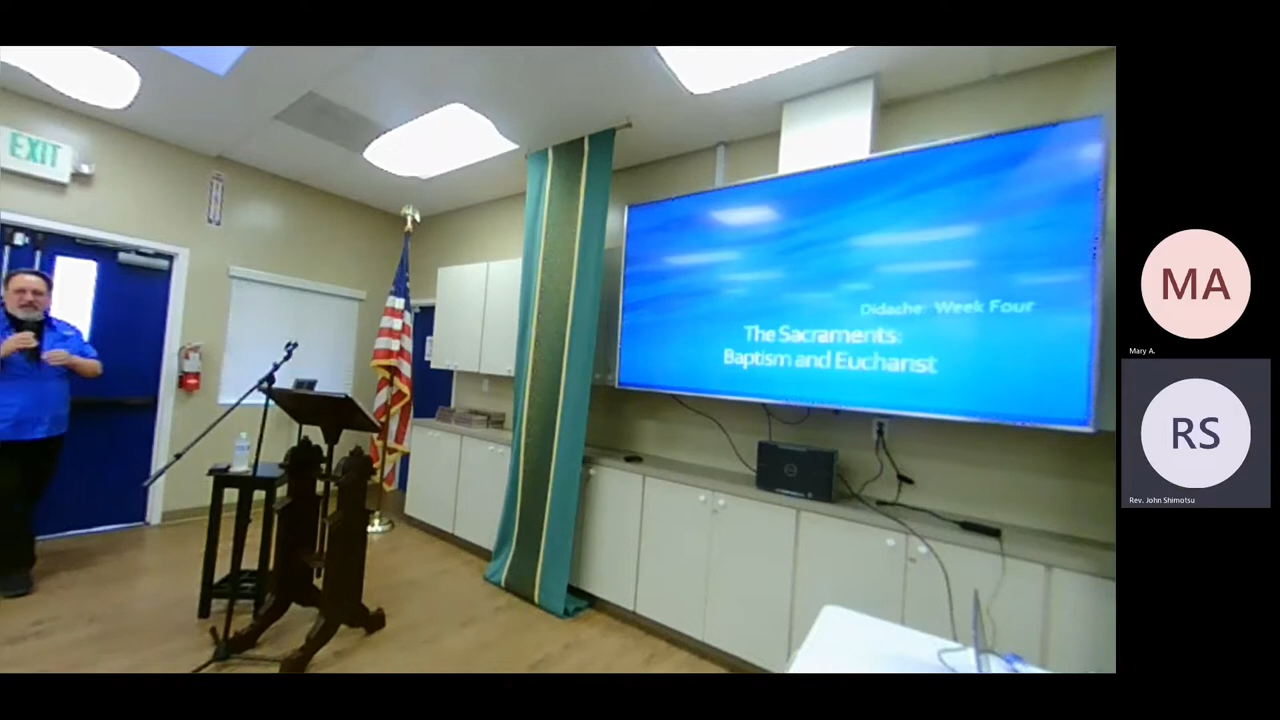 EXIT
Didache: Week Four
The Sacraments:
Baptism and Eucharist
MA
Mary A.
RS
Rev. John Shimotsu